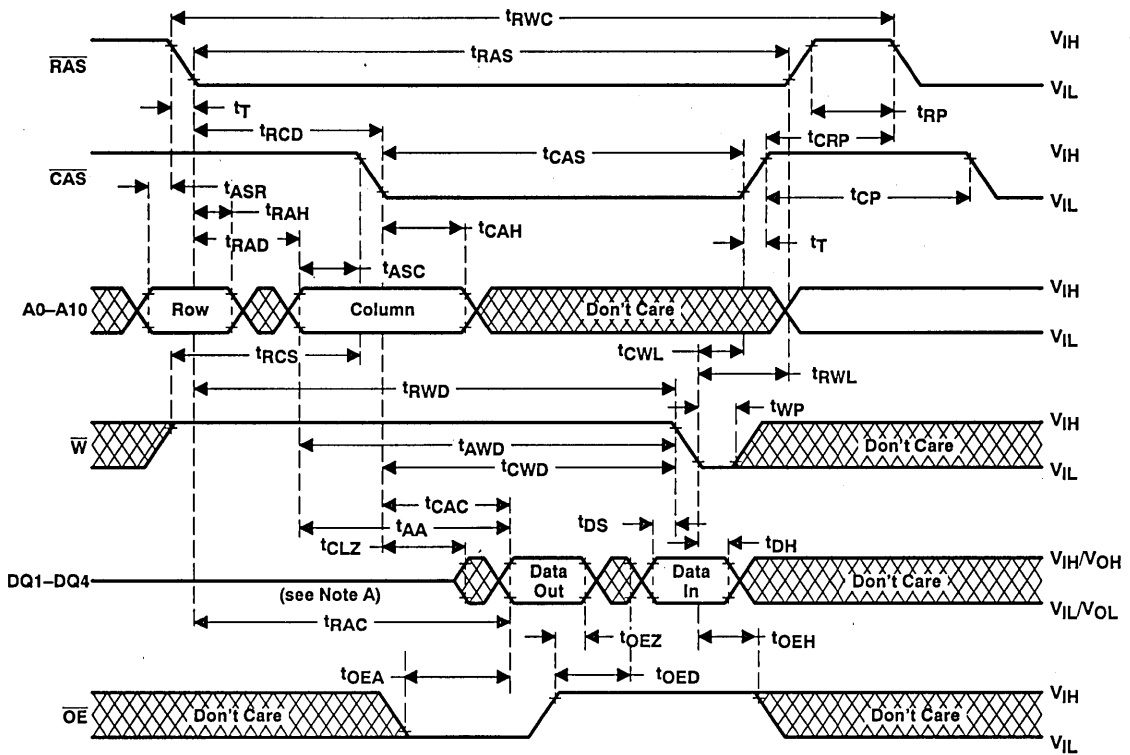 tRWC
tRAS
VIH
RAS
VIL
tT
tRP
tRCD
tCRP
tCAS
VIH
CAS
VIL
tASR
tCP
tRAH
tCAH
tRAD
tT
tASC
A0–A10
Row
Column
Don't Care
VIH
VIL
tRCS
tCWL
tRWL
tRWD
tWP
VIH
W
Don't Care
tAWD
VIL
tCWD
tCAC
tAA
tDS
tCLZ
tDH
DQ1–DQ4
Data Out
Data In
Don't Care
VIH/VOH
(see Note A)
VIL/VOL
tRAC
tOEZ
tOEH
tOEA
tOED
VIH
OE
Don't Care
Don't Care
VIL